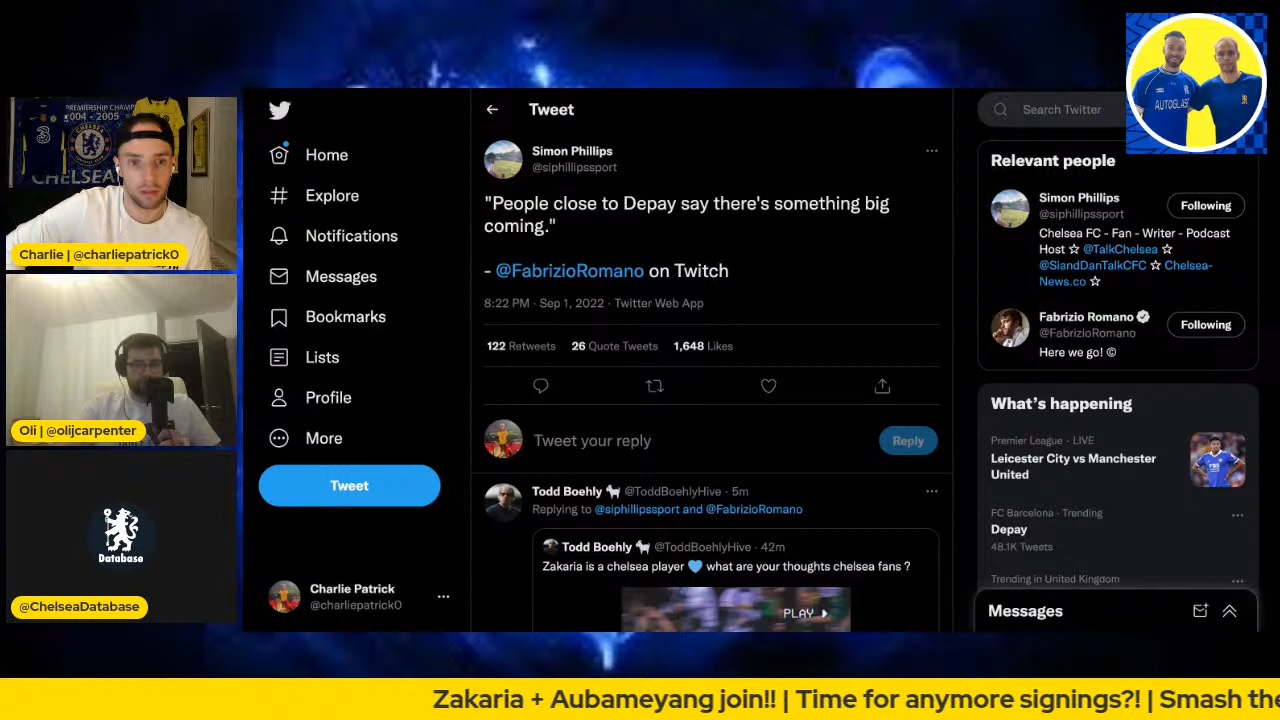 PREMIERSHIP CHAMP
2004 - 2005
3
CHELSEA
Charlie | @charliepatrick0
Oli | @olijcarpenter
Database
@ChelseaDatabase
Home
Explore
Notifications
Messages
Bookmarks
Lists
Profile
More
Tweet
Charlie Patrick
@charliepatrick0
Tweet
Simon Phillips
@siphillipssport
"People close to Depay say there's something big
coming."
- @FabrizioRomano on Twitch
8:22 PM · Sep 1, 2022 · Twitter Web App
122 Retweets 26 Quote Tweets 1,648 Likes
Tweet your reply
Reply
Todd Boehly 🐐 @ToddBoehlyHive · 5m
Replying to @siphillipssport and @FabrizioRomano
Todd Boehly 🐐 @ToddBoehlyHive · 42m
Zakaria is a chelsea player 💙 what are your thoughts chelsea fans ?
PLAY
Search Twitter
AUTOGLASS
Relevant people
Simon Phillips
@siphillipssport
Following
Chelsea FC - Fan - Writer - Podcast
Host ☆ @TalkChelsea ☆
@SiandDanTalkCFC ☆ Chelsea-
News.co ☆
Fabrizio Romano
@FabrizioRomano
Following
Here we go! ©
What's happening
Premier League · LIVE
Leicester City vs Manchester
United
FC Barcelona · Trending
Depay
48.1K Tweets
Trending in United Kingdom
Messages
Zakaria + Aubameyang join!! | Time for anymore signings?! | Smash the